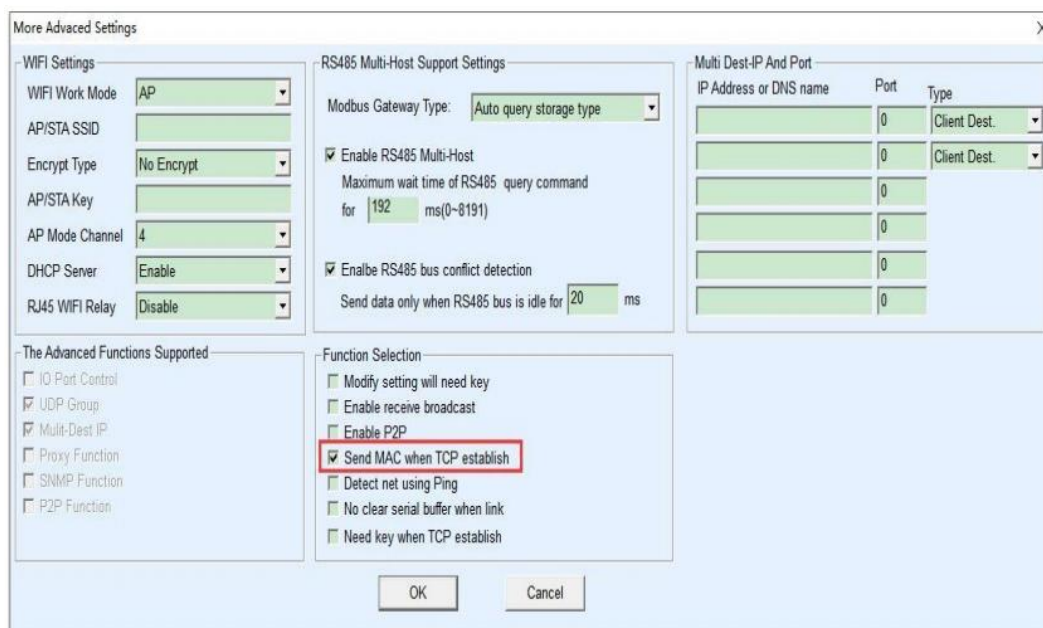 More Advaced Settings
X
WIFI Settings
WIFI Work Mode AP
AP/STA SSID
Encrypt Type No Encrypt
AP/STA Key
AP Mode Channel 4
DHCP Server Enable
RJ45 WIFI Relay Disable
RS485 Multi-Host Support Settings
Modbus Gateway Type: Auto query storage type
Enable RS485 Multi-Host
Maximum wait time of RS485 query command
for 192 ms(0~8191)
Enalbe RS485 bus conflict detection
Send data only when RS485 bus is idle for 20 ms
Multi Dest-IP And Port
IP Address or DNS name Port Type
0 Client Dest.
0 Client Dest.
0
0
0
0
The Advanced Functions Supported
IO Port Control
UDP Group
Mulit-Dest IP
Proxy Function
SNMP Function
P2P Function
Function Selection
Modify setting will need key
Enable receive broadcast
Enable P2P
Send MAC when TCP establish
Detect net using Ping
No clear serial buffer when link
Need key when TCP establish
OK Cancel